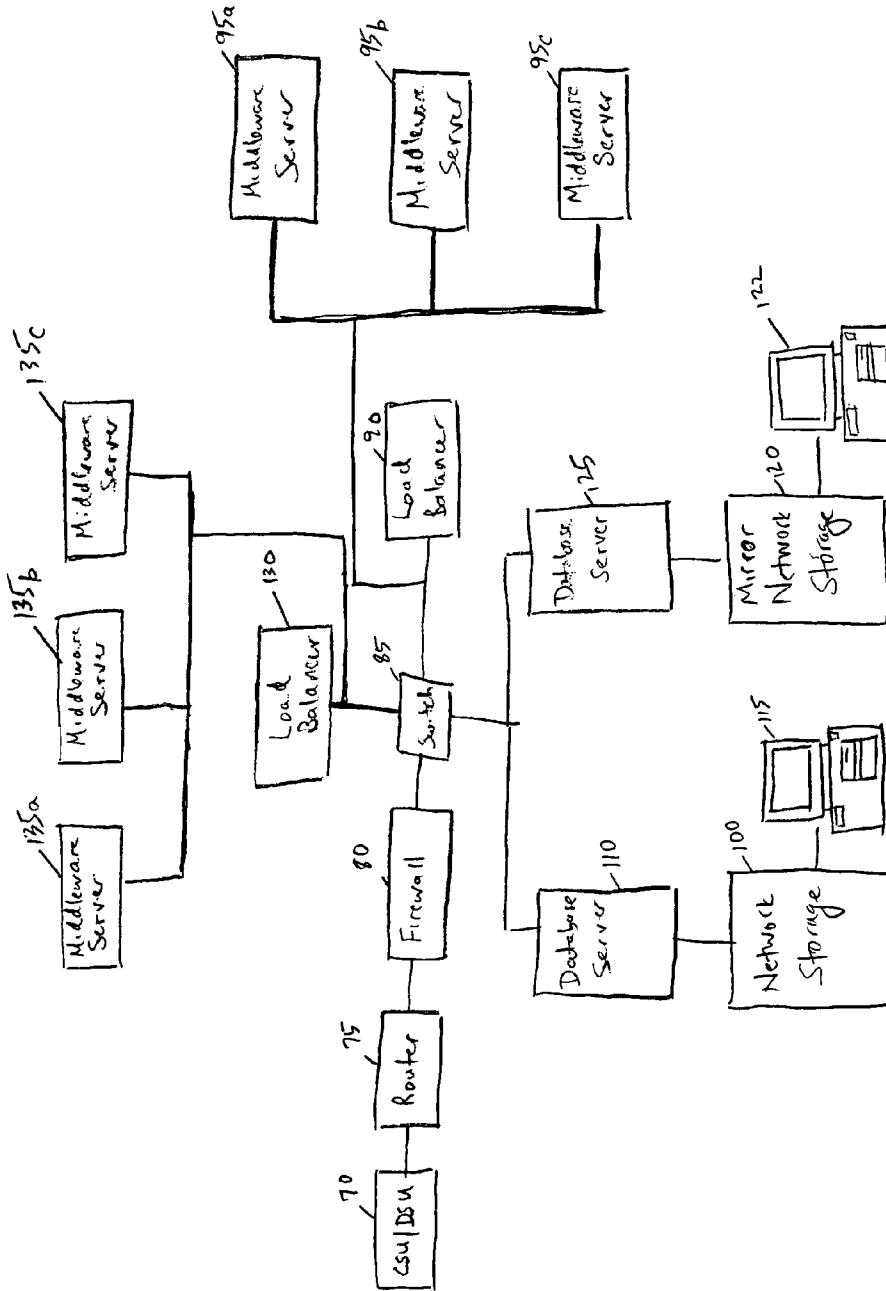 135a
Middleware
Server
135b
Middleware
Server
135c
Middleware
Server
95a
Middleware
Server
95b
Middleware
Server
95c
Middleware
Server
130
Load
Balancer
90
Load
Balancer
70
CSU/DSU
75
Router
80
Firewall
85
Switch
110
Database
Server
125
Database
Server
100
Network
Storage
115
120
Mirror
Network
Storage
122